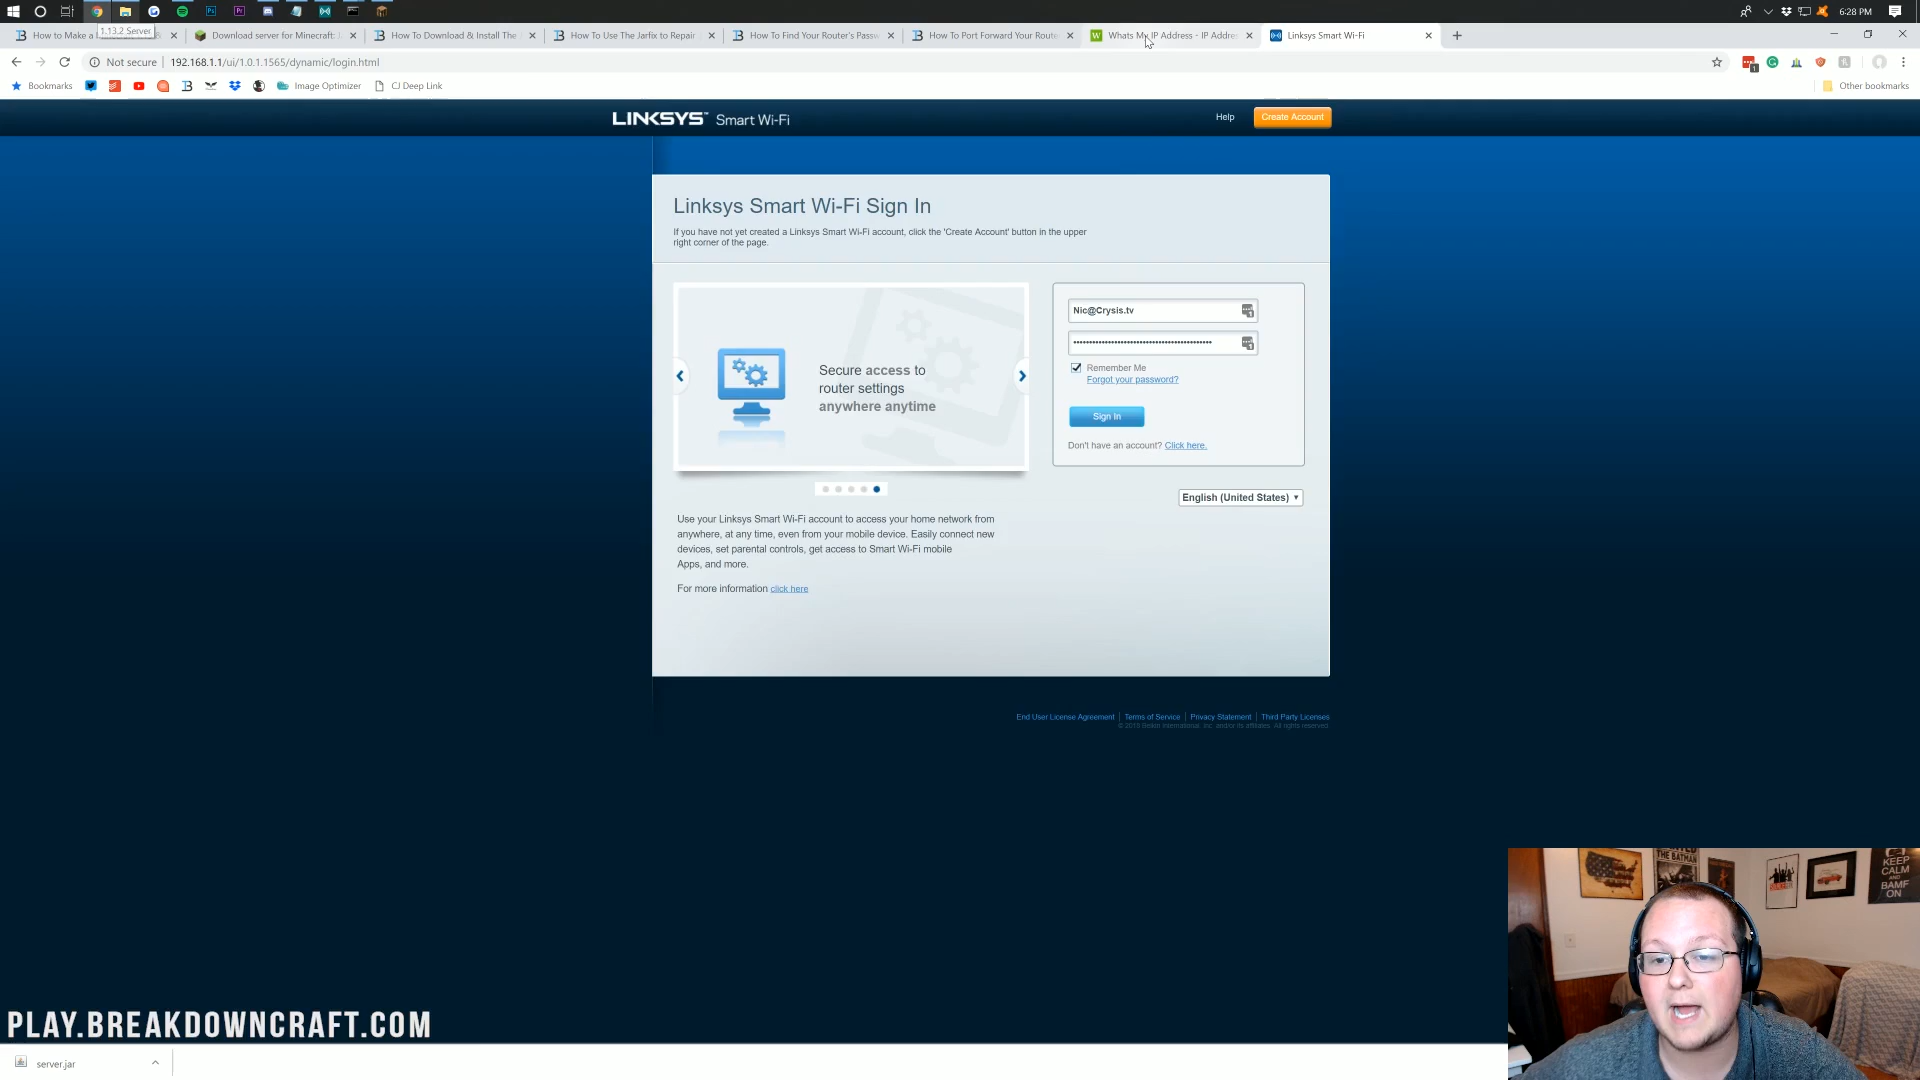 6:28 PM
1.13.2 Server
How to Make a
Download server for Minecraft:
How To Download & Install The
How To Use The Jarfix to Repair
How To Find Your Router's Passw
How To Port Forward Your Route
Whats My IP Address - IP Addre
Linksys Smart Wi-Fi
Not secure | 192.168.1.1/ui/1.0.1.1565/dynamic/login.html
Bookmarks
Image Optimizer
CJ Deep Link
Other bookmarks
LINKSYS Smart Wi-Fi
Help
Create Account
Linksys Smart Wi-Fi Sign In
If you have not yet created a Linksys Smart Wi-Fi account, click the 'Create Account' button in the upper
right corner of the page.
Secure access to
router settings
anywhere anytime
Nic@Crysis.tv
Remember Me
Forgot your password?
Sign In
Don't have an account? Click here.
English (United States)
Use your Linksys Smart Wi-Fi account to access your home network from
anywhere, at any time, even from your mobile device. Easily connect new
devices, set parental controls, get access to Smart Wi-Fi mobile
Apps, and more.
For more information click here
End User License Agreement | Terms of Service | Privacy Statement | Third Party Licenses
THE BATMAN
KEEP
CALM
AND
BAMF
ON
PLAY.BREAKDOWNCRAFT.COM
server.jar